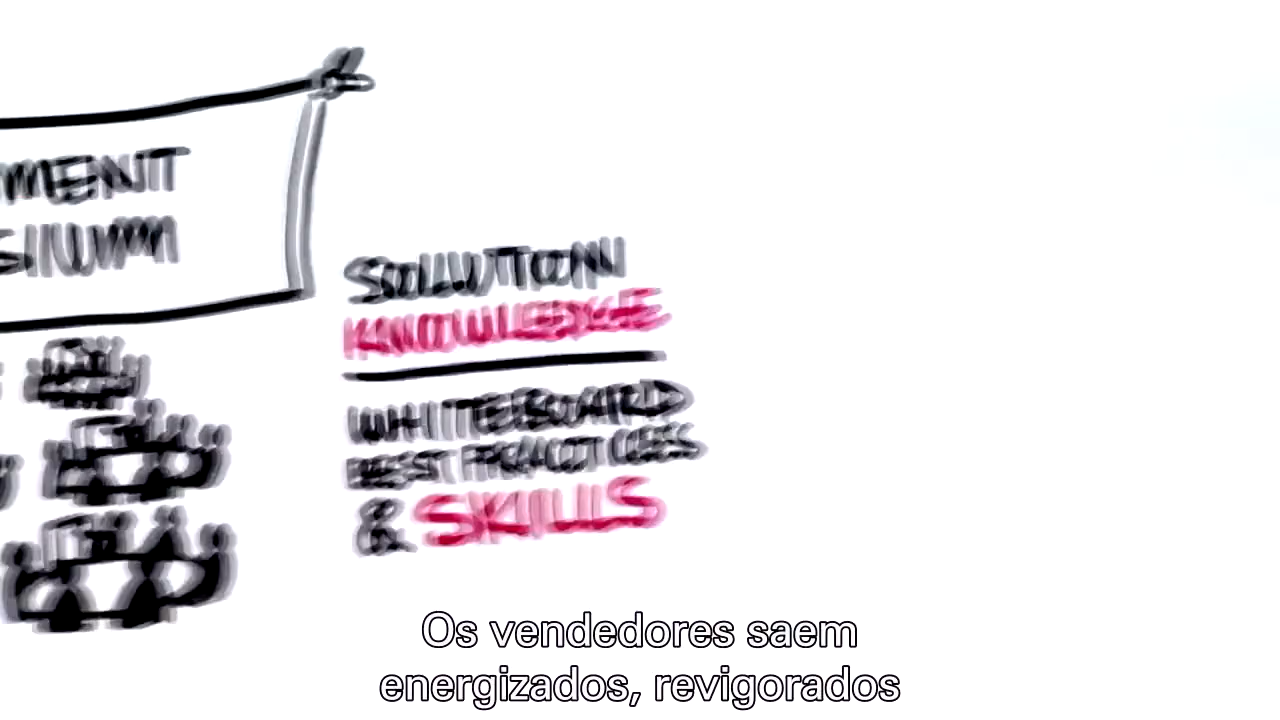 MENT
SIUM
SOLUTION
KNOWLEDGE
WHITEBOARD
BEST PRACTICES
& SKILLS
Os vendedores saem
energizados, revigorados